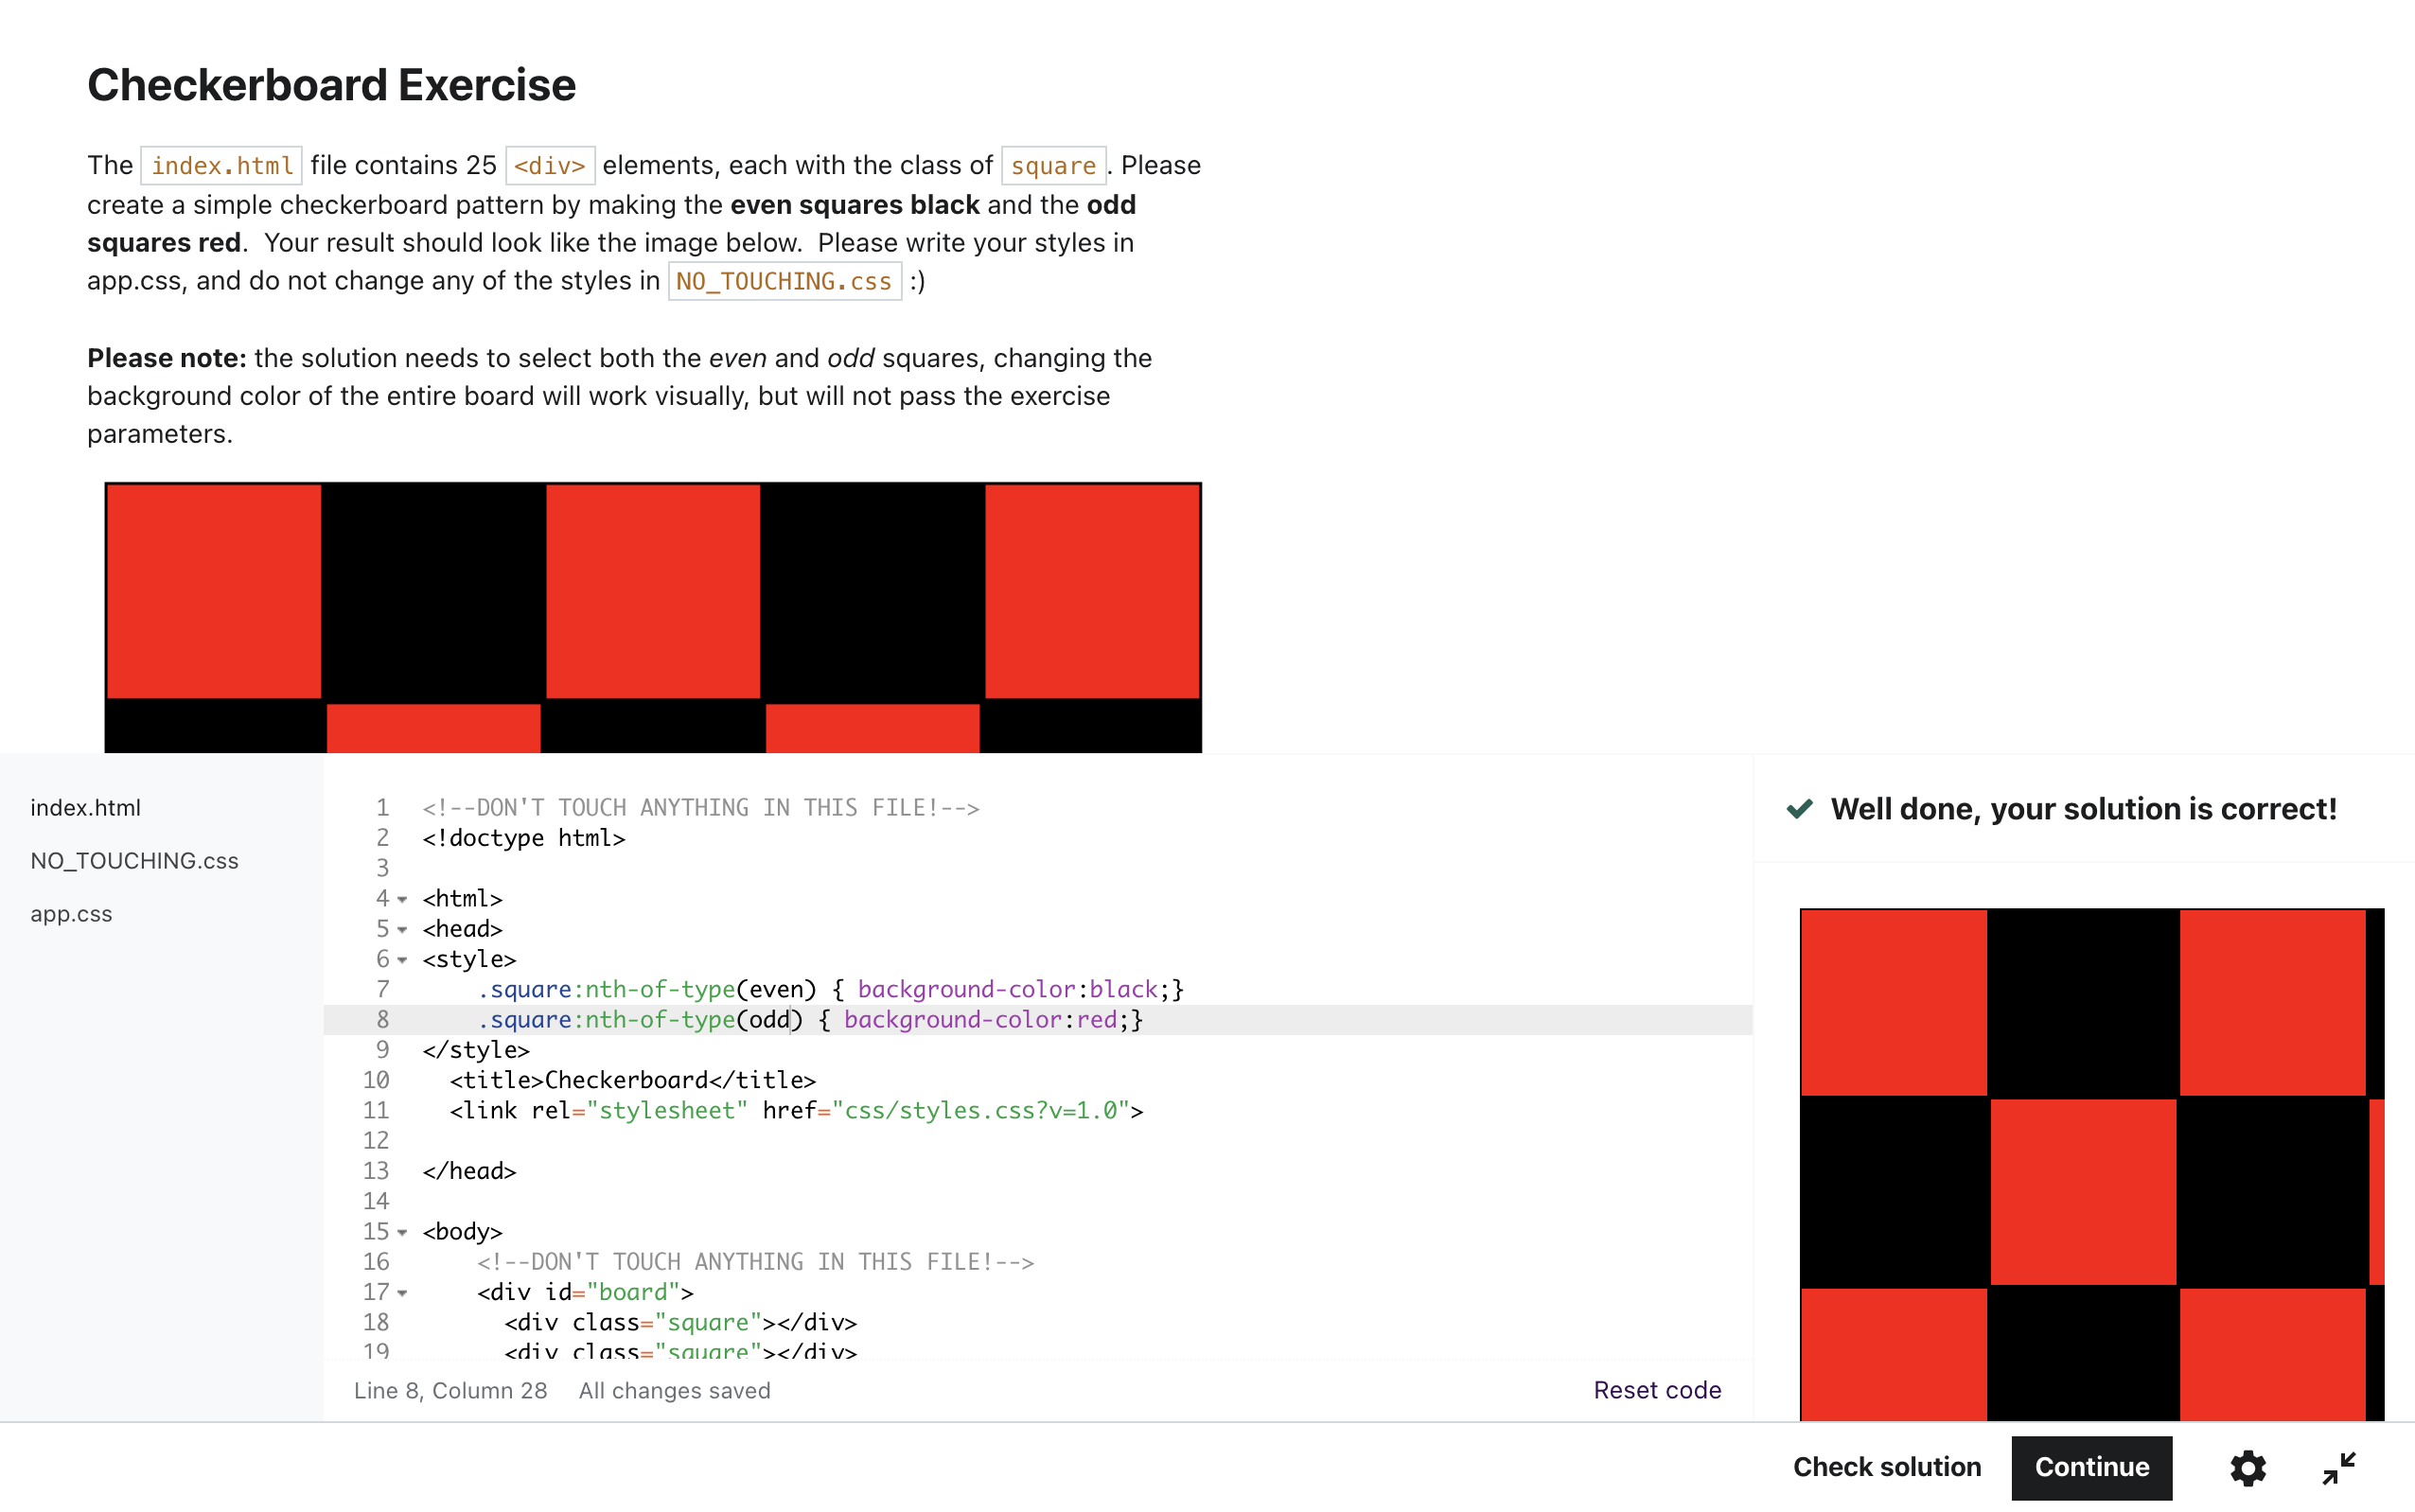 Checkerboard Exercise
The index.html file contains 25 <div> elements, each with the class of square. Please
create a simple checkerboard pattern by making the even squares black and the odd
squares red. Your result should look like the image below. Please write your styles in
app.css, and do not change any of the styles in NO_TOUCHING.css :)
Please note: the solution needs to select both the even and odd squares, changing the
background color of the entire board will work visually, but will not pass the exercise
parameters.
index.html
NO_TOUCHING.css
app.css
1 <!--DON'T TOUCH ANYTHING IN THIS FILE!-->
2 <!doctype html>
3
4 <html>
5 <head>
6 <style>
7     .square:nth-of-type(even) { background-color:black;}
8     .square:nth-of-type(odd) { background-color:red;}
9 </style>
10   <title>Checkerboard</title>
11   <link rel="stylesheet" href="css/styles.css?v=1.0">
12
13 </head>
14
15 <body>
16     <!--DON'T TOUCH ANYTHING IN THIS FILE!-->
17     <div id="board">
18       <div class="square"></div>
19       <div class="square"></div>
Line 8, Column 28 All changes saved
Reset code
Well done, your solution is correct!
Check solution
Continue